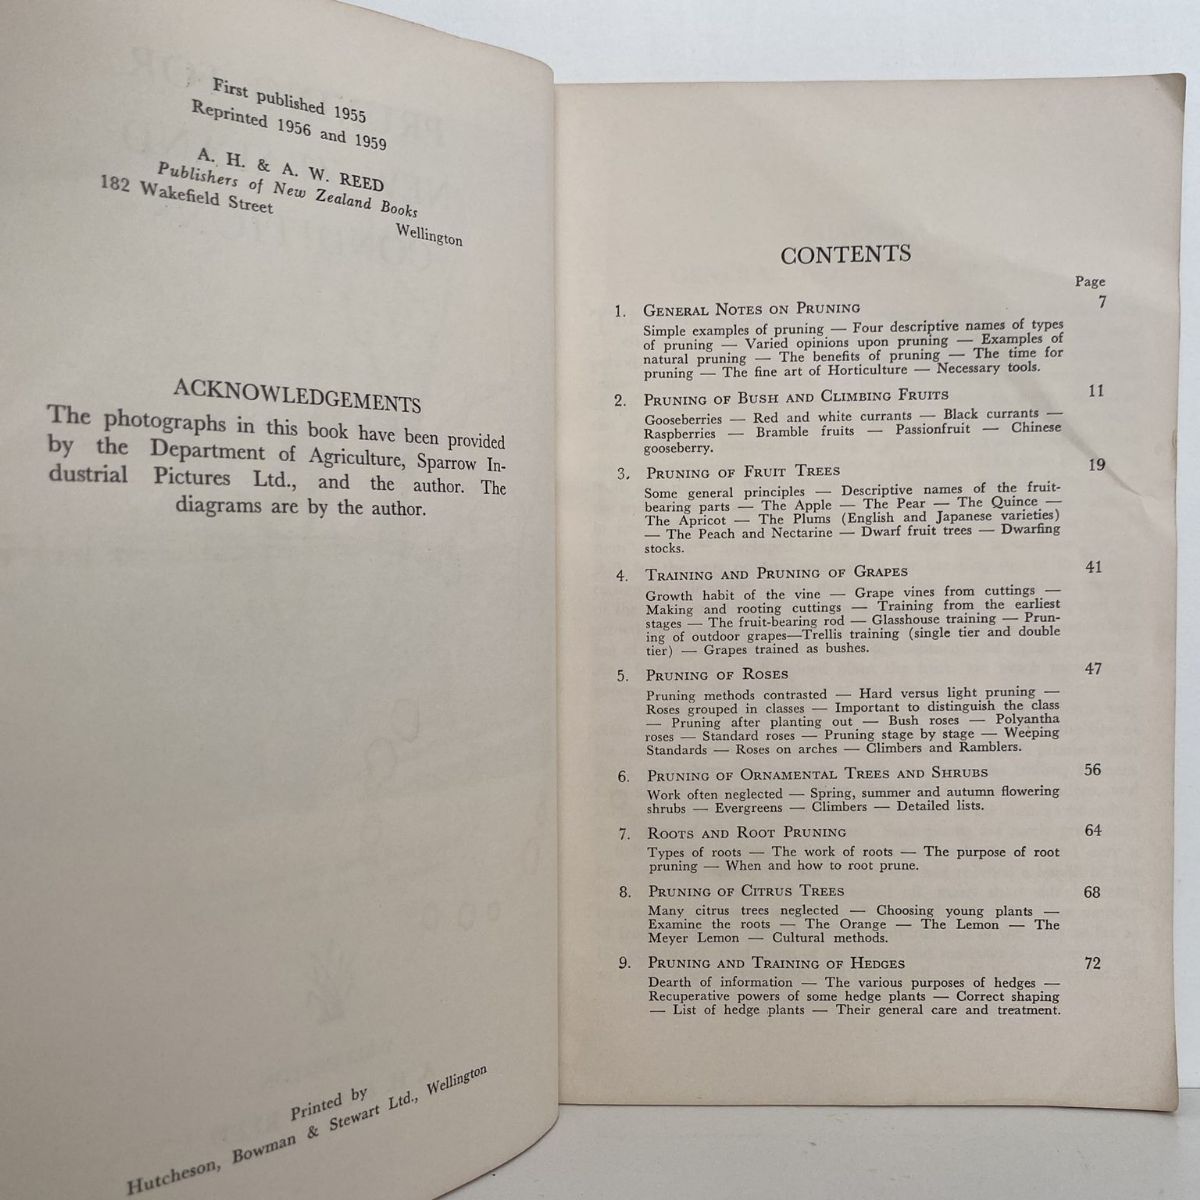 First published 1955
Reprinted 1956 and 1959
A. H. & A. W. REED
Publishers of New Zealand Books
182 Wakefield Street
Wellington
ACKNOWLEDGEMENTS
The photographs in this book have been provided
by the Department of Agriculture, Sparrow In-
dustrial Pictures Ltd., and the author. The
diagrams are by the author.
Printed by
Hutcheson, Bowman & Stewart Ltd., Wellington
CONTENTS
Page
1. GENERAL NOTES ON PRUNING 7
Simple examples of pruning — Four descriptive names of types
of pruning — Varied opinions upon pruning — Examples of
natural pruning — The benefits of pruning — The time for
pruning — The fine art of Horticulture — Necessary tools.
2. PRUNING OF BUSH AND CLIMBING FRUITS 11
Gooseberries — Red and white currants — Black currants —
Raspberries — Bramble fruits — Passionfruit — Chinese
gooseberry.
3. PRUNING OF FRUIT TREES 19
Some general principles — Descriptive names of the fruit-
bearing parts — The Apple — The Pear — The Quince —
The Apricot — The Plums (English and Japanese varieties)
— The Peach and Nectarine — Dwarf fruit trees — Dwarfing
stocks.
4. TRAINING AND PRUNING OF GRAPES 41
Growth habit of the vine — Grape vines from cuttings —
Making and rooting cuttings — Training from the earliest
stages — The fruit-bearing rod — Glasshouse training — Prun-
ing of outdoor grapes—Trellis training (single tier and double
tier) — Grapes trained as bushes.
5. PRUNING OF ROSES 47
Pruning methods contrasted — Hard versus light pruning —
Roses grouped in classes — Important to distinguish the class
— Pruning after planting out — Bush roses — Polyantha
roses — Standard roses — Pruning stage by stage — Weeping
Standards — Roses on arches — Climbers and Ramblers.
6. PRUNING OF ORNAMENTAL TREES AND SHRUBS 56
Work often neglected — Spring, summer and autumn flowering
shrubs — Evergreens — Climbers — Detailed lists.
7. ROOTS AND ROOT PRUNING 64
Types of roots — The work of roots — The purpose of root
pruning — When and how to root prune.
8. PRUNING OF CITRUS TREES 68
Many citrus trees neglected — Choosing young plants —
Examine the roots — The Orange — The Lemon — The
Meyer Lemon — Cultural methods.
9. PRUNING AND TRAINING OF HEDGES 72
Dearth of information — The various purposes of hedges —
Recuperative powers of some hedge plants — Correct shaping
— List of hedge plants — Their general care and treatment.